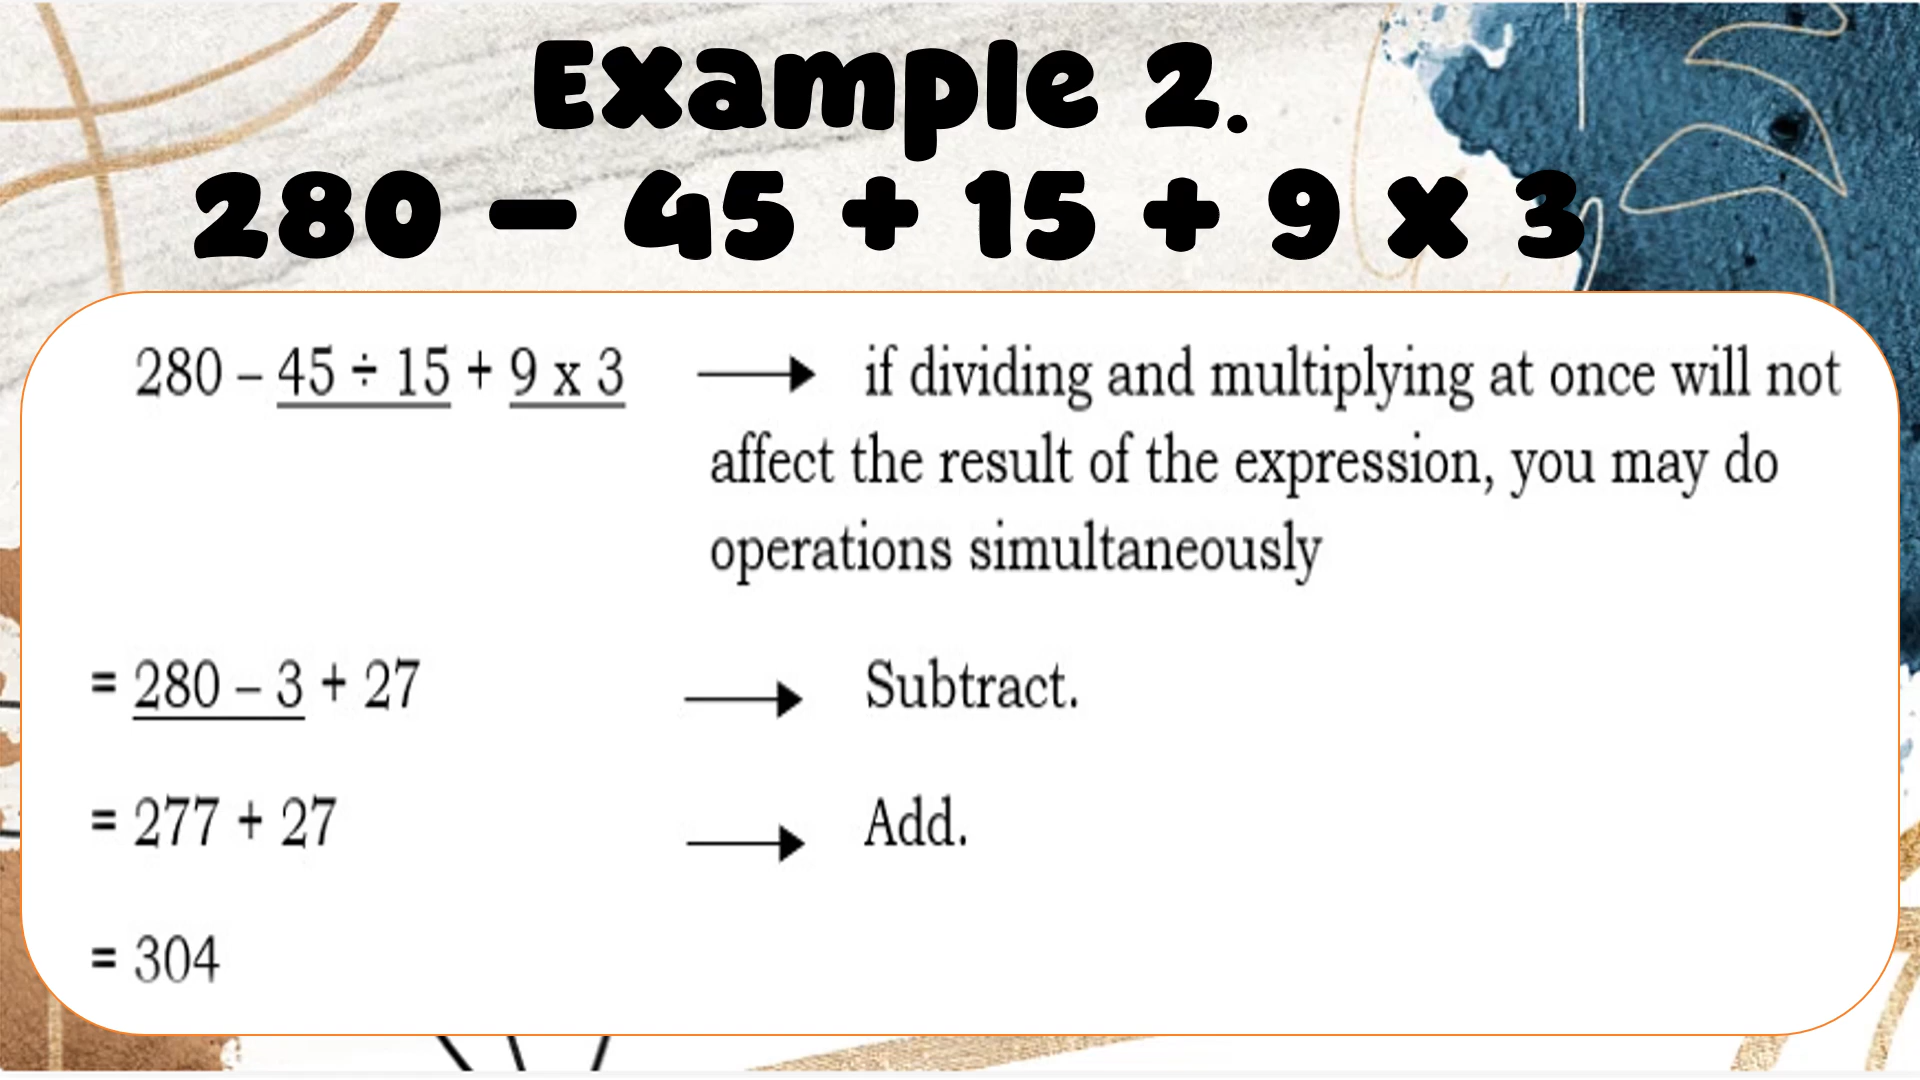 Example 2.
280 – 45 + 15 + 9 x 3
280 – 45 ÷ 15 + 9 x 3 → if dividing and multiplying at once will not
affect the result of the expression, you may do
operations simultaneously
= 280 – 3 + 27 → Subtract.
= 277 + 27 → Add.
= 304